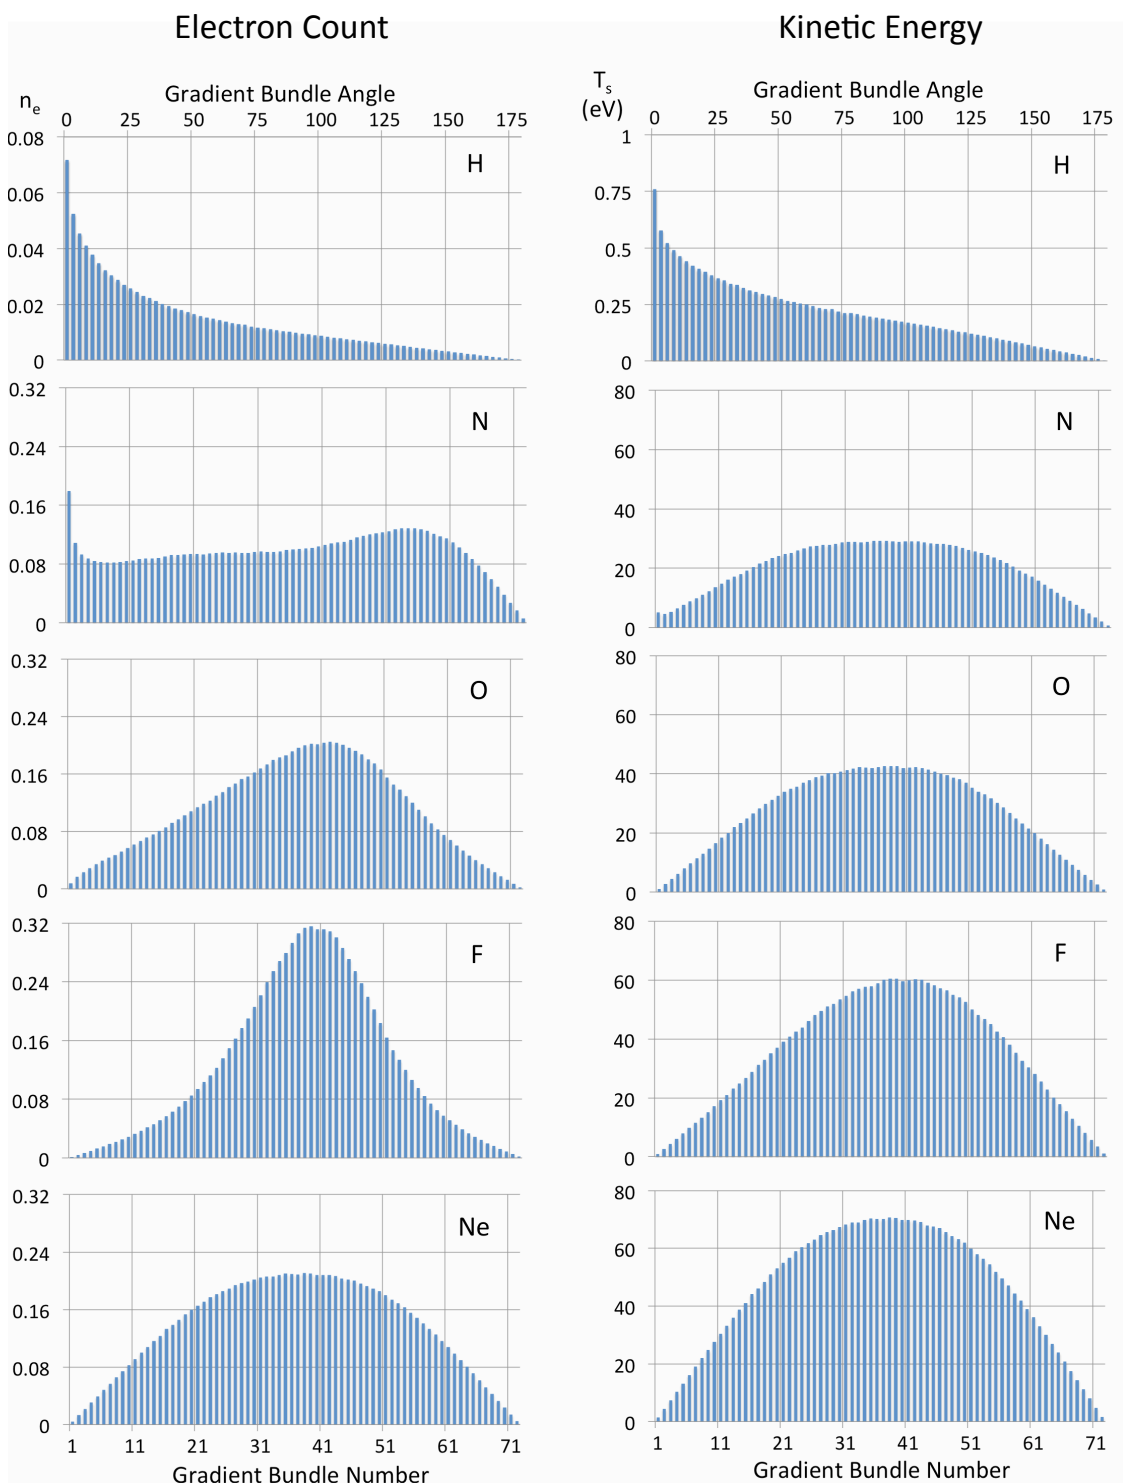 Electron Count
Kinetic Energy
n_e
Gradient Bundle Angle
0 25 50 75 100 125 150 175
0.08
0.06
0.04
0.02
0
H
T_s
(eV)
Gradient Bundle Angle
0 25 50 75 100 125 150 175
1
0.75
0.5
0.25
0
H
0.32
0.24
0.16
0.08
0
N
80
60
40
20
0
N
0.32
0.24
0.16
0.08
0
O
80
60
40
20
0
O
0.32
0.24
0.16
0.08
0
F
80
60
40
20
0
F
0.32
0.24
0.16
0.08
0
Ne
1 11 21 31 41 51 61 71
Gradient Bundle Number
80
60
40
20
0
Ne
1 11 21 31 41 51 61 71
Gradient Bundle Number